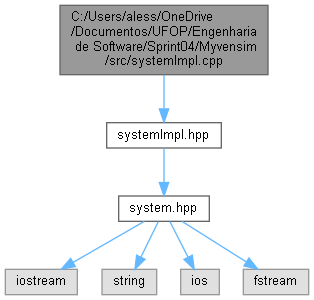 C:/Users/aless/OneDrive
/Documentos/UFOP/Engenharia
de Software/Sprint04/Myvensim
/src/systemImpl.cpp
systemImpl.hpp
system.hpp
iostream
string
ios
fstream